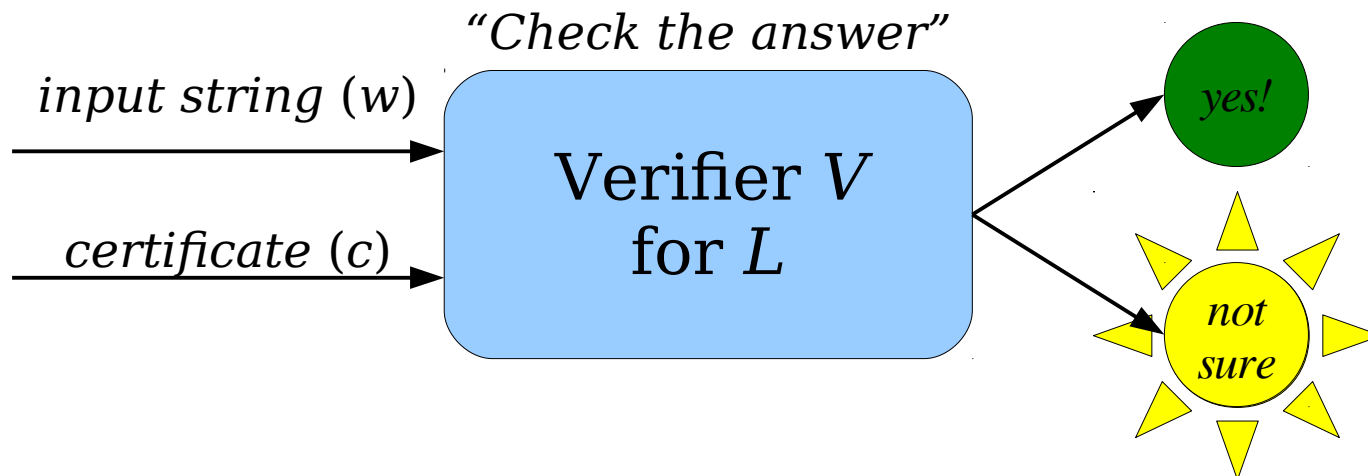 “Check the answer”
input string (w)
certificate (c)
Verifier V
for L
yes!
not
sure